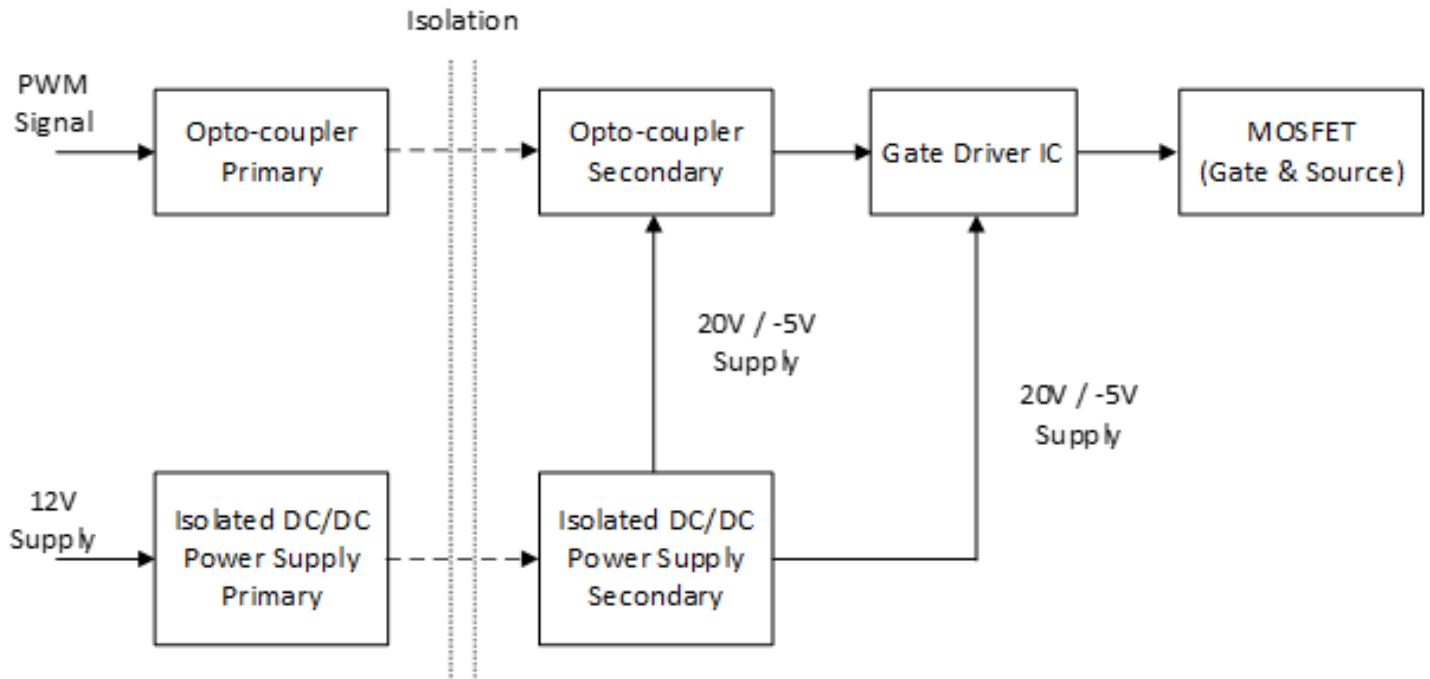 Isolation
PWM
Signal
Opto-coupler
Primary
Opto-coupler
Secondary
Gate Driver IC
MOSFET
(Gate & Source)
20V / -5V
Supply
20V / -5V
Supply
12V
Supply
Isolated DC/DC
Power Supply
Primary
Isolated DC/DC
Power Supply
Secondary